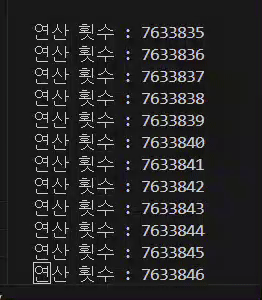 연산 횟수 : 7633835
연산 횟수 : 7633836
연산 횟수 : 7633837
연산 횟수 : 7633838
연산 횟수 : 7633839
연산 횟수 : 7633840
연산 횟수 : 7633841
연산 횟수 : 7633842
연산 횟수 : 7633843
연산 횟수 : 7633844
연산 횟수 : 7633845
연산 횟수 : 7633846